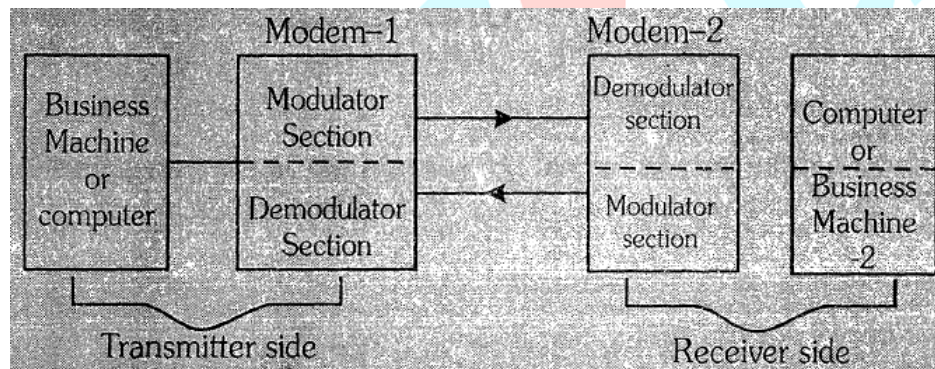 Modem-1
Modem-2
Business
Machine
or
computer
Modulator
Section
Demodulator
Section
Demodulator
section
Modulator
section
Computer
or
Business
Machine
-2
Transmitter side
Receiver side